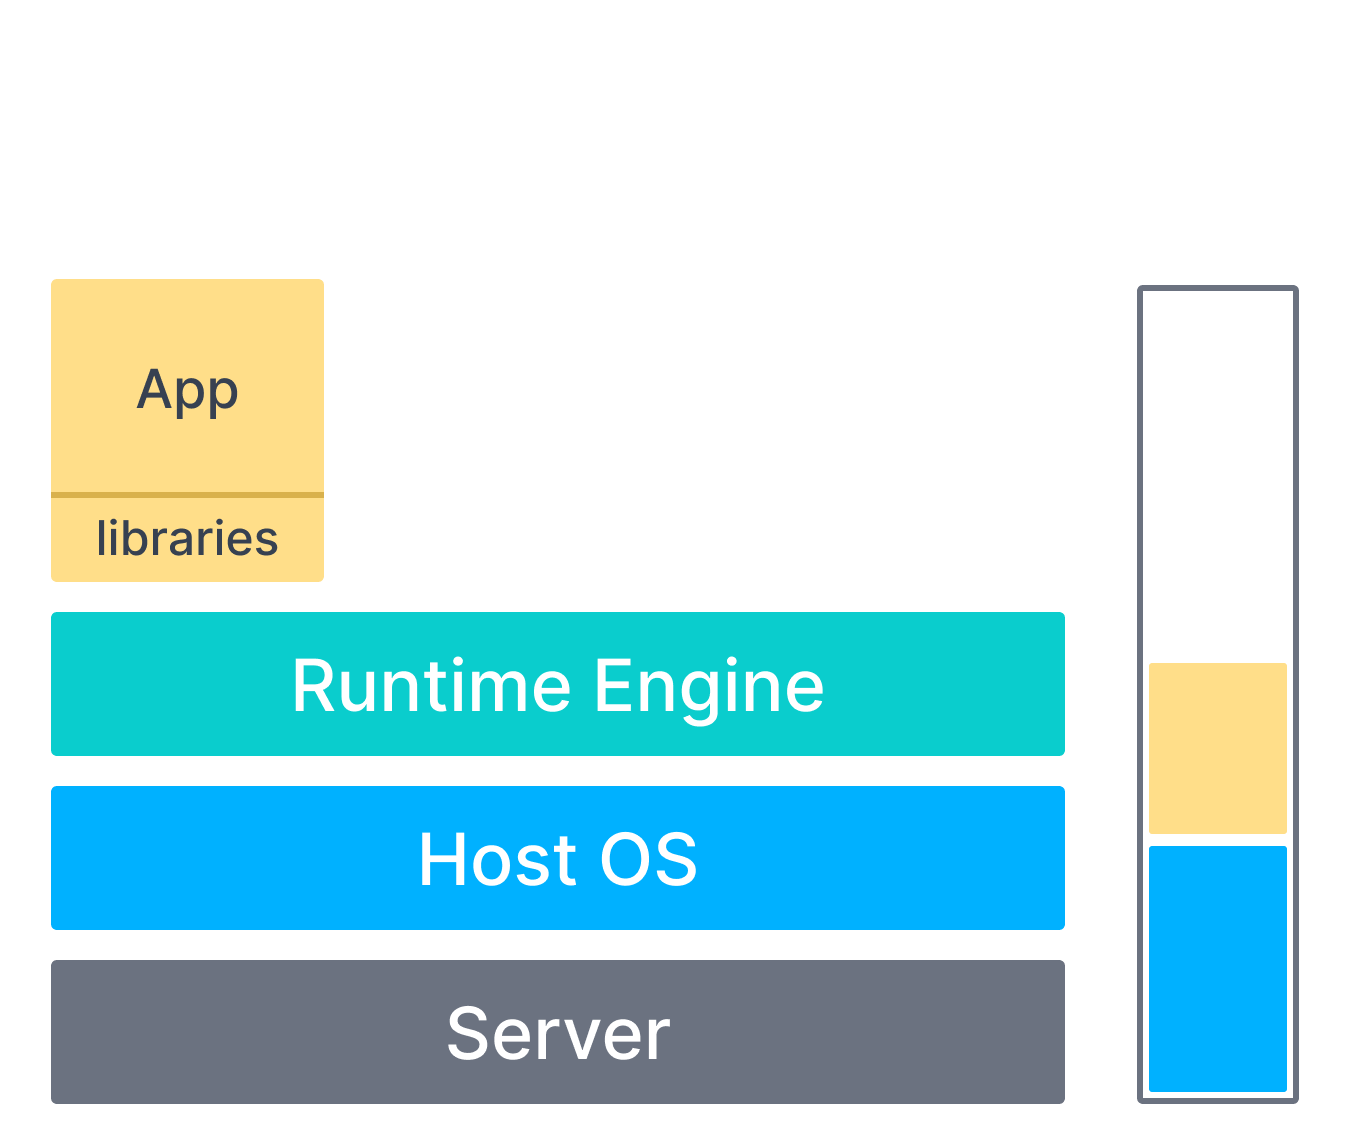 App
libraries
Runtime Engine
Host OS
Server